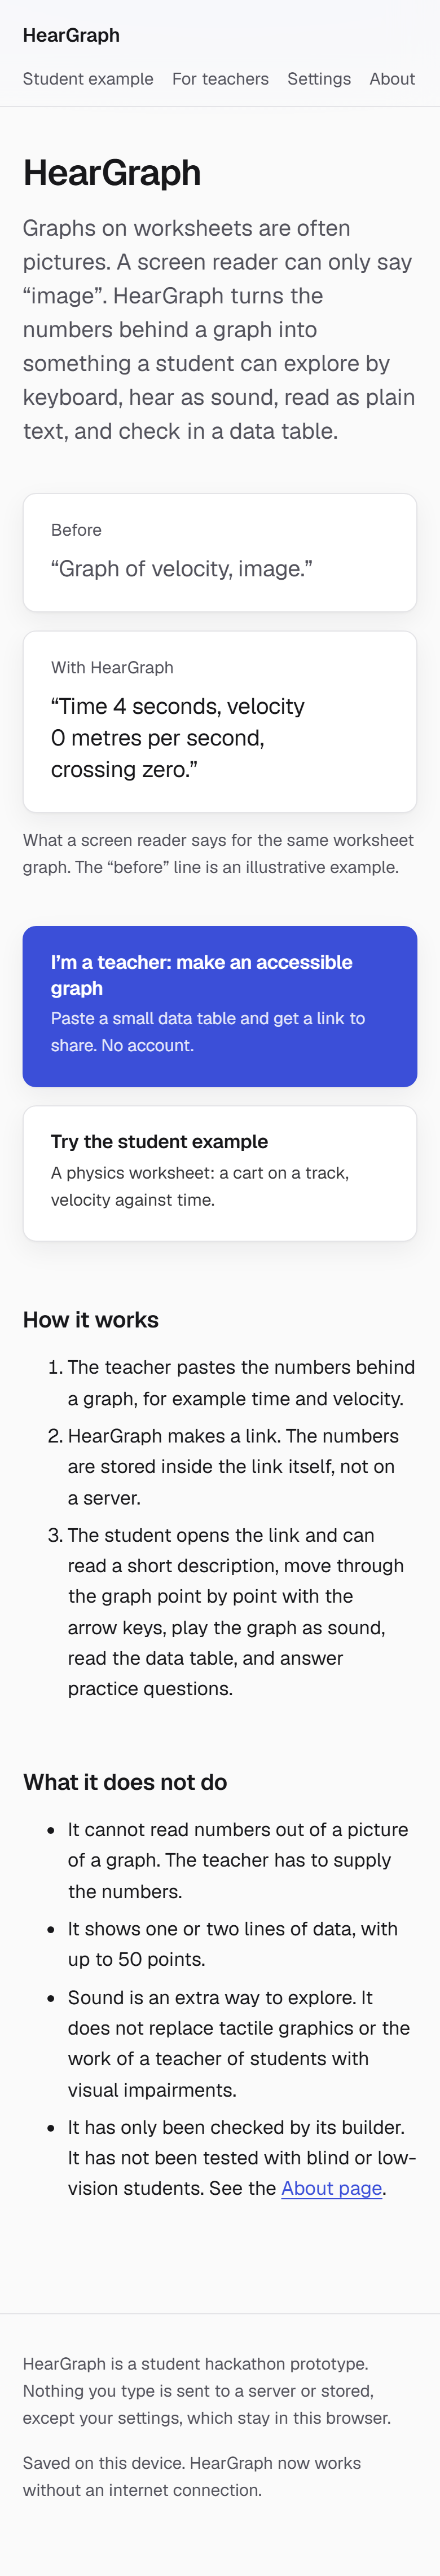 HearGraph
Student example For teachers Settings About
HearGraph
Graphs on worksheets are often
pictures. A screen reader can only say
“image”. HearGraph turns the
numbers behind a graph into
something a student can explore by
keyboard, hear as sound, read as plain
text, and check in a data table.
Before
“Graph of velocity, image.”
With HearGraph
“Time 4 seconds, velocity
0 metres per second,
crossing zero.”
What a screen reader says for the same worksheet
graph. The “before” line is an illustrative example.
I’m a teacher: make an accessible
graph
Paste a small data table and get a link to
share. No account.
Try the student example
A physics worksheet: a cart on a track,
velocity against time.
How it works
1. The teacher pastes the numbers behind
a graph, for example time and velocity.
2. HearGraph makes a link. The numbers
are stored inside the link itself, not on
a server.
3. The student opens the link and can
read a short description, move through
the graph point by point with the
arrow keys, play the graph as sound,
read the data table, and answer
practice questions.
What it does not do
• It cannot read numbers out of a picture
of a graph. The teacher has to supply
the numbers.
• It shows one or two lines of data, with
up to 50 points.
• Sound is an extra way to explore. It
does not replace tactile graphics or the
work of a teacher of students with
visual impairments.
• It has only been checked by its builder.
It has not been tested with blind or low-
vision students. See the About page.
HearGraph is a student hackathon prototype.
Nothing you type is sent to a server or stored,
except your settings, which stay in this browser.
Saved on this device. HearGraph now works
without an internet connection.